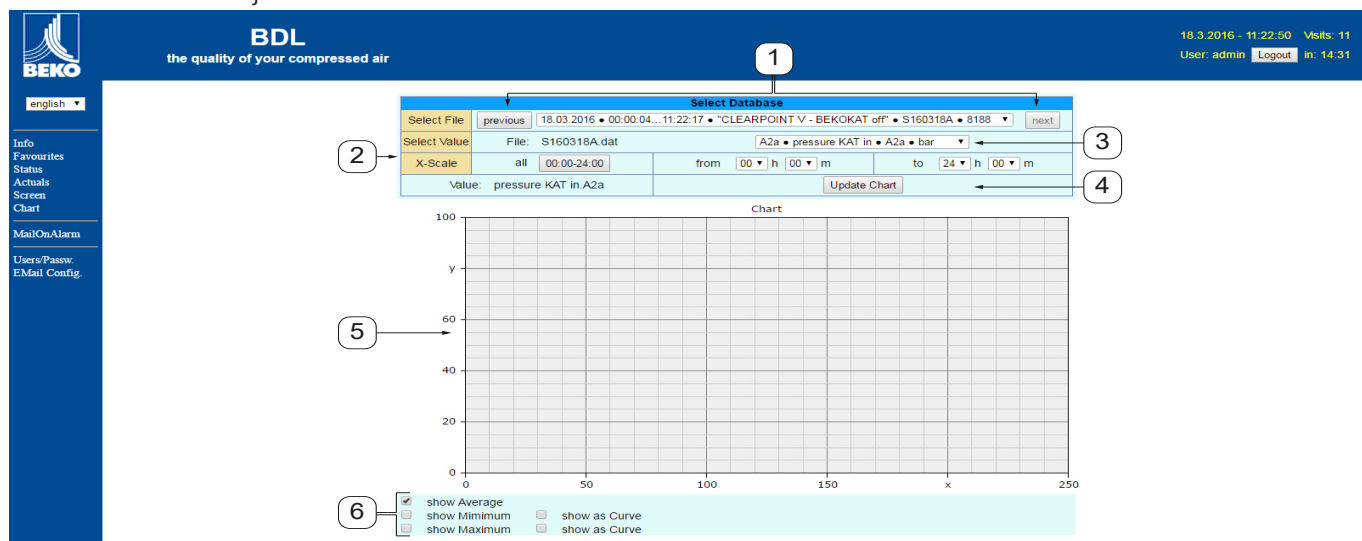 BEKO
BDL
the quality of your compressed air
18.3.2016 - 11:22:50 Visits: 11
User: admin Logout in: 14:31
english
Info
Favourites
Status
Actuals
Screen
Chart
MailOnAlarm
Users/Passw.
EMail Config.
1
Select Database
Select File previous 18.03.2016 ● 00:00:04...11:22:17 ● "CLEARPOINT V - BEKOKAT off" ● S160318A ● 8188 next
Select Value File: S160318A.dat A2a ● pressure KAT in ● A2a ● bar
X-Scale all 00:00-24:00 from 00 h 00 m to 24 h 00 m
Value: pressure KAT in.A2a Update Chart
2
3
4
Chart
100
y
60
40
20
0
0 50 100 150 x 250
5
6
show Average
show Mimimum show as Curve
show Maximum show as Curve